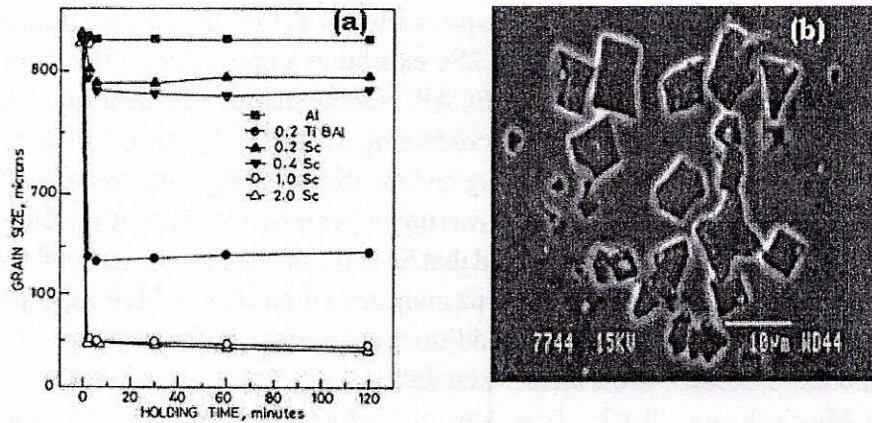 (a)
800
700
100
0
GRAIN SIZE, microns
Al
0.2 Ti BAl
0.2 Sc
0.4 Sc
1.0 Sc
2.0 Sc
0 20 40 60 80 100 120
HOLDING TIME, minutes
(b)
7744 15KV 10μm WD44